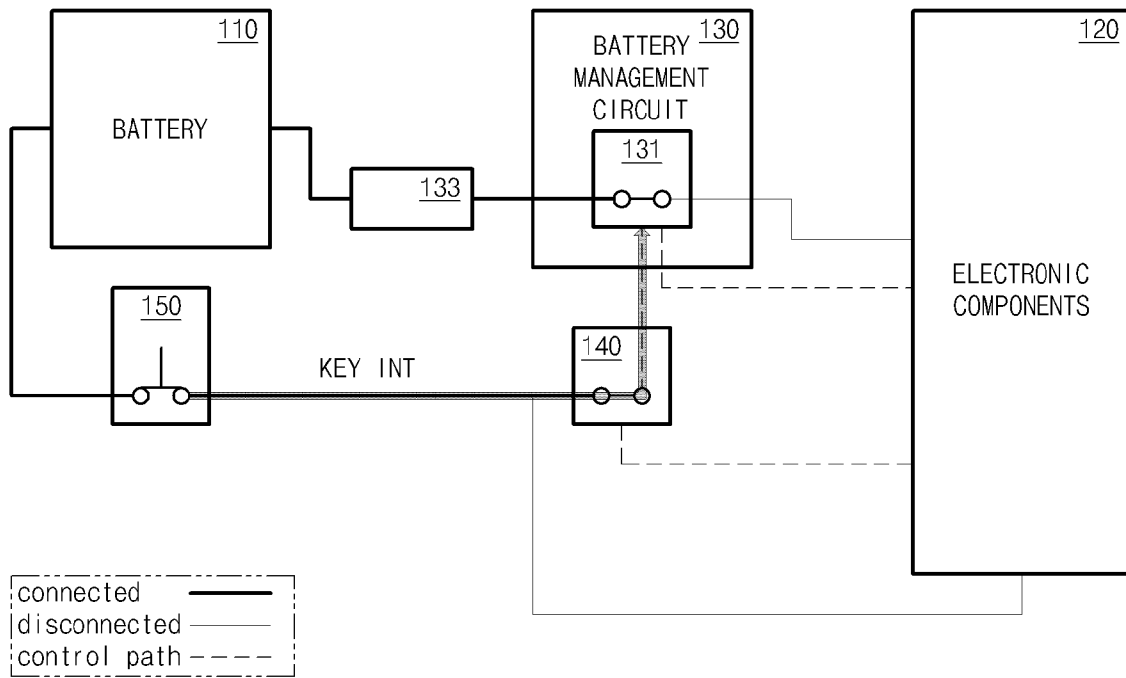 110
BATTERY
130
BATTERY
MANAGEMENT
CIRCUIT
131
133
120
ELECTRONIC
COMPONENTS
150
KEY INT
140
connected
disconnected
control path